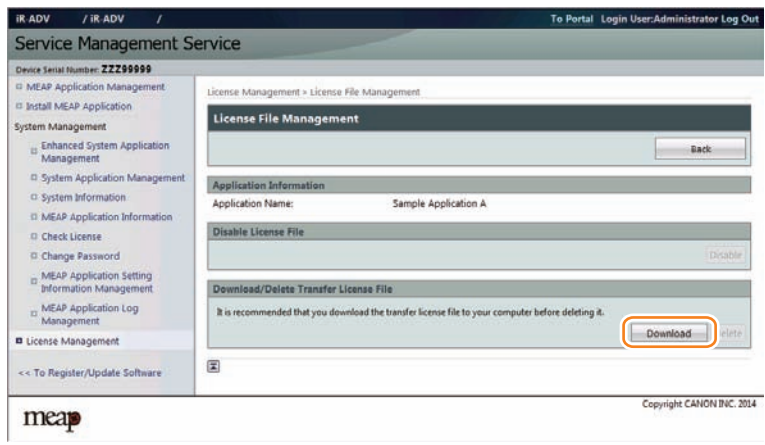 iR-ADV / iR-ADV / To Portal Login User:Administrator Log Out
Service Management Service
Device Serial Number: ZZZ99999
MEAP Application Management
Install MEAP Application
System Management
Enhanced System Application
Management
System Application Management
System Information
MEAP Application Information
Check License
Change Password
MEAP Application Setting
Information Management
MEAP Application Log
Management
License Management
<< To Register/Update Software
License Management > License File Management
License File Management
Back
Application Information
Application Name: Sample Application A
Disable License File
Disable
Download/Delete Transfer License File
It is recommended that you download the transfer license file to your computer before deleting it.
Download Delete
meap
Copyright CANON INC. 2014